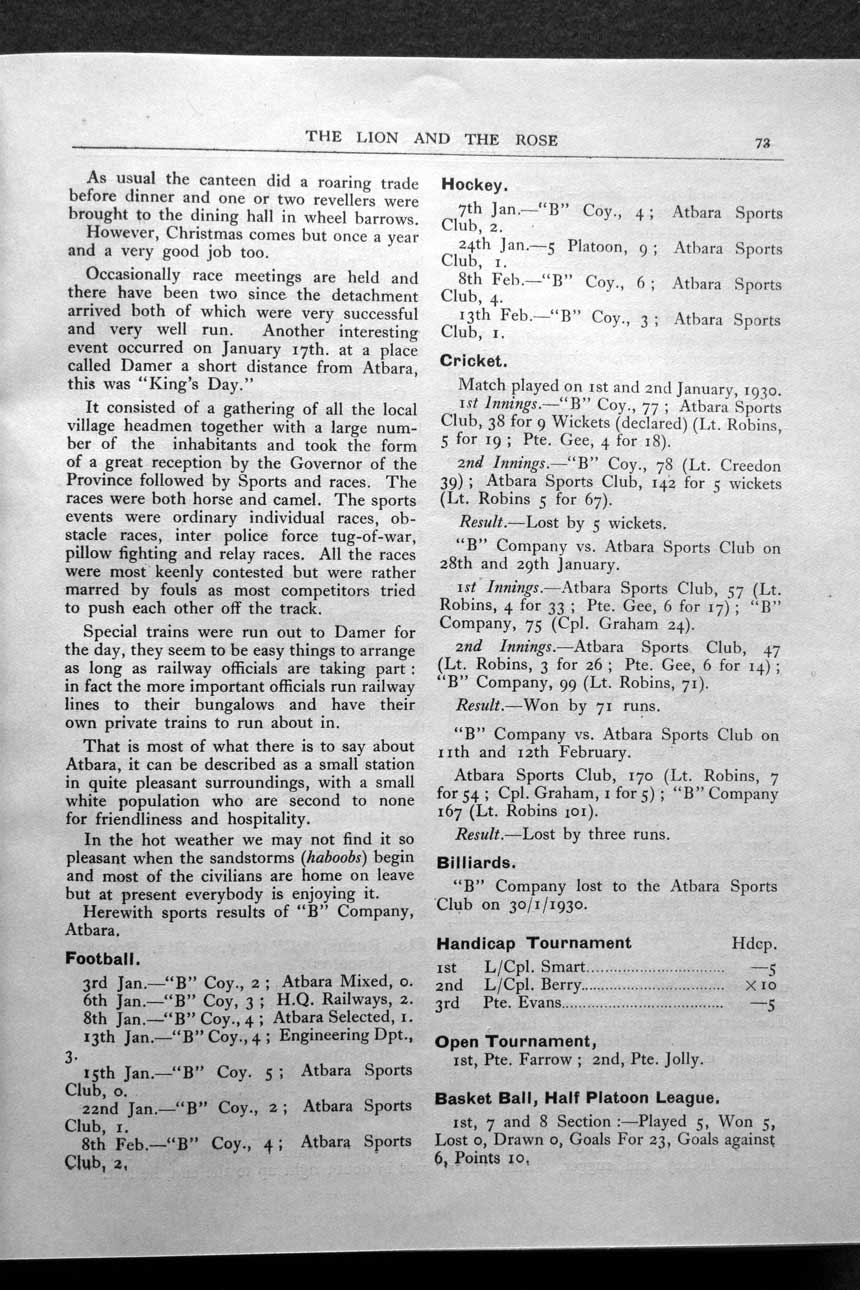 THE LION AND THE ROSE 73
As usual the canteen did a roaring trade
before dinner and one or two revellers were
brought to the dining hall in wheel barrows.
However, Christmas comes but once a year
and a very good job too.
Occasionally race meetings are held and
there have been two since the detachment
arrived both of which were very successful
and very well run. Another interesting
event occurred on January 17th. at a place
called Damer a short distance from Atbara,
this was "King's Day."
It consisted of a gathering of all the local
village headmen together with a large num-
ber of the inhabitants and took the form
of a great reception by the Governor of the
Province followed by Sports and races. The
races were both horse and camel. The sports
events were ordinary individual races, ob-
stacle races, inter police force tug-of-war,
pillow fighting and relay races. All the races
were most keenly contested but were rather
marred by fouls as most competitors tried
to push each other off the track.
Special trains were run out to Damer for
the day, they seem to be easy things to arrange
as long as railway officials are taking part :
in fact the more important officials run railway
lines to their bungalows and have their
own private trains to run about in.
That is most of what there is to say about
Atbara, it can be described as a small station
in quite pleasant surroundings, with a small
white population who are second to none
for friendliness and hospitality.
In the hot weather we may not find it so
pleasant when the sandstorms (haboobs) begin
and most of the civilians are home on leave
but at present everybody is enjoying it.
Herewith sports results of "B" Company,
Atbara.
Football.
3rd Jan.—"B" Coy., 2 ; Atbara Mixed, 0.
6th Jan.—"B" Coy, 3 ; H.Q. Railways, 2.
8th Jan.—"B" Coy., 4 ; Atbara Selected, 1.
13th Jan.—"B" Coy., 4 ; Engineering Dpt.,
3.
15th Jan.—"B" Coy. 5 ; Atbara Sports
Club, 0.
22nd Jan.—"B" Coy., 2 ; Atbara Sports
Club, 1.
8th Feb.—"B" Coy., 4 ; Atbara Sports
Club, 2.
Hockey.
7th Jan.—"B" Coy., 4 ; Atbara Sports
Club, 2.
24th Jan.—5 Platoon, 9 ; Atbara Sports
Club, 1.
8th Feb.—"B" Coy., 6 ; Atbara Sports
Club, 4.
13th Feb.—"B" Coy., 3 ; Atbara Sports
Club, 1.
Cricket.
Match played on 1st and 2nd January, 1930.
1st Innings.—"B" Coy., 77 ; Atbara Sports
Club, 38 for 9 Wickets (declared) (Lt. Robins,
5 for 19 ; Pte. Gee, 4 for 18).
2nd Innings.—"B" Coy., 78 (Lt. Creedon
39) ; Atbara Sports Club, 142 for 5 wickets
(Lt. Robins 5 for 67).
Result.—Lost by 5 wickets.
"B" Company vs. Atbara Sports Club on
28th and 29th January.
1st Innings.—Atbara Sports Club, 57 (Lt.
Robins, 4 for 33 ; Pte. Gee, 6 for 17) ; "B"
Company, 75 (Cpl. Graham 24).
2nd Innings.—Atbara Sports Club, 47
(Lt. Robins, 3 for 26 ; Pte. Gee, 6 for 14) ;
"B" Company, 99 (Lt. Robins, 71).
Result.—Won by 71 runs.
"B" Company vs. Atbara Sports Club on
11th and 12th February.
Atbara Sports Club, 170 (Lt. Robins, 7
for 54 ; Cpl. Graham, 1 for 5) ; "B" Company
167 (Lt. Robins 101).
Result.—Lost by three runs.
Billiards.
"B" Company lost to the Atbara Sports
Club on 30/1/1930.
Handicap Tournament Hdcp.
1st L/Cpl. Smart.............................. —5
2nd L/Cpl. Berry............................... × 10
3rd Pte. Evans................................... —5
Open Tournament,
1st, Pte. Farrow ; 2nd, Pte. Jolly.
Basket Ball, Half Platoon League.
1st, 7 and 8 Section :—Played 5, Won 5,
Lost 0, Drawn 0, Goals For 23, Goals against
6, Points 10.